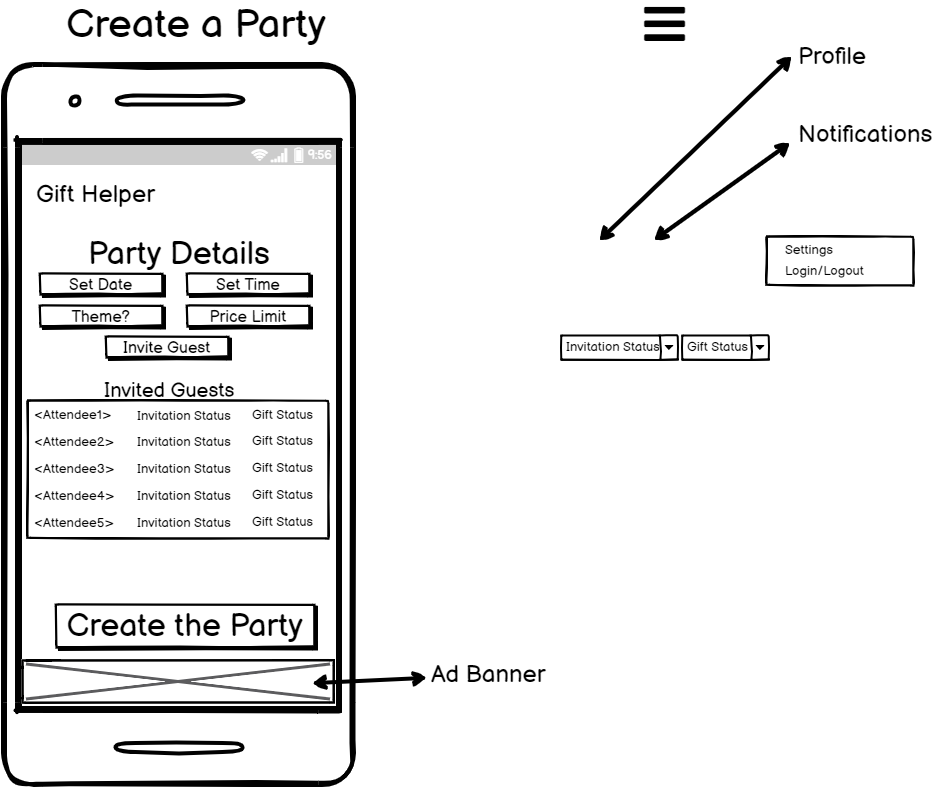 Create a Party
Profile
Notifications
9:56
Gift Helper
Party Details
Set Date Set Time
Theme? Price Limit
Invite Guest
Invited Guests
<Attendee1> Invitation Status Gift Status
<Attendee2> Invitation Status Gift Status
<Attendee3> Invitation Status Gift Status
<Attendee4> Invitation Status Gift Status
<Attendee5> Invitation Status Gift Status
Create the Party
Ad Banner
Settings
Login/Logout
Invitation Status Gift Status